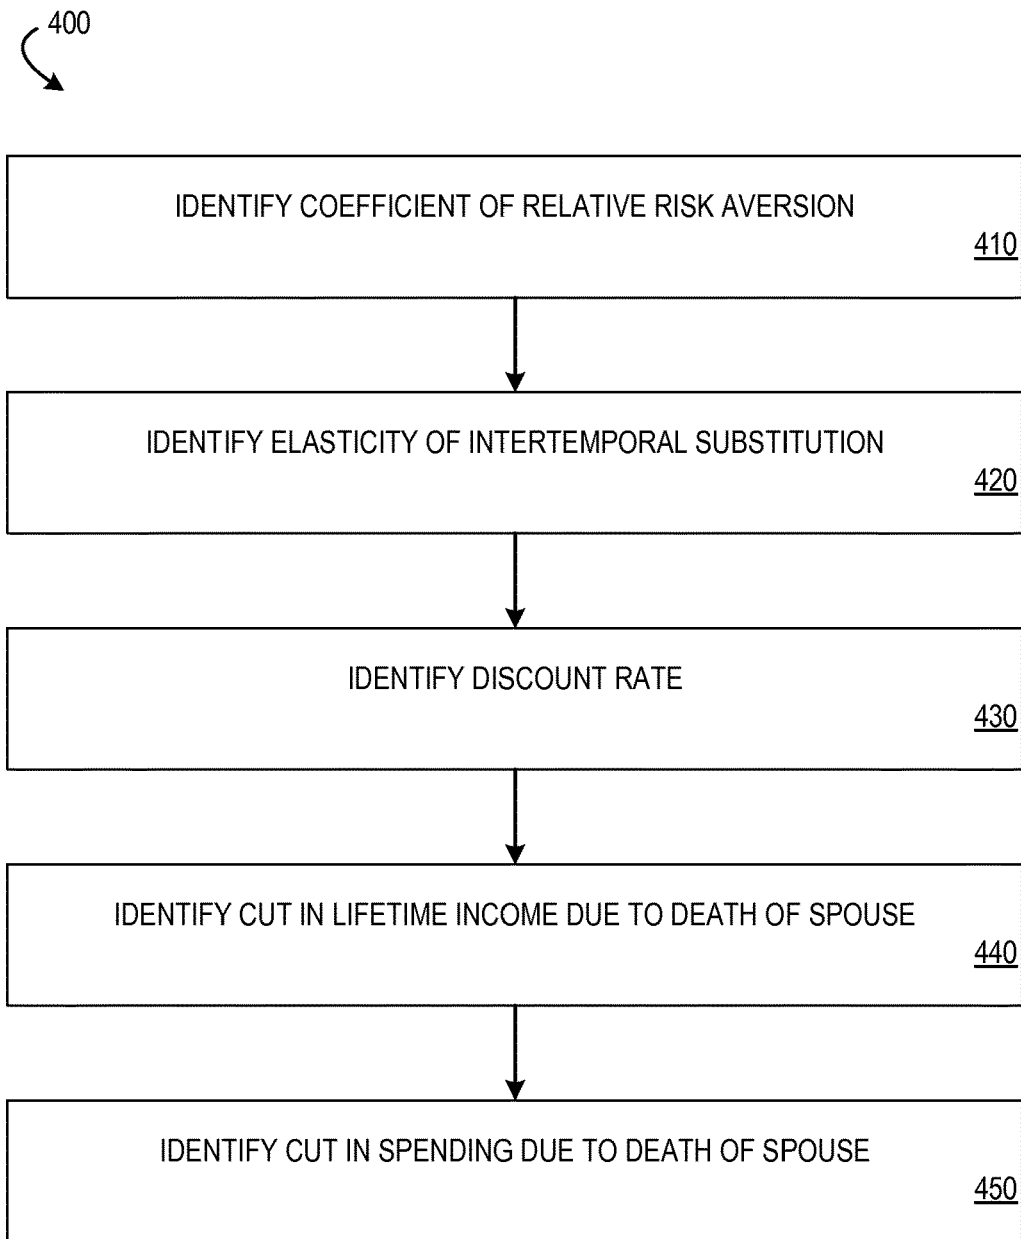 400
IDENTIFY COEFFICIENT OF RELATIVE RISK AVERSION
410
IDENTIFY ELASTICITY OF INTERTEMPORAL SUBSTITUTION
420
IDENTIFY DISCOUNT RATE
430
IDENTIFY CUT IN LIFETIME INCOME DUE TO DEATH OF SPOUSE
440
IDENTIFY CUT IN SPENDING DUE TO DEATH OF SPOUSE
450